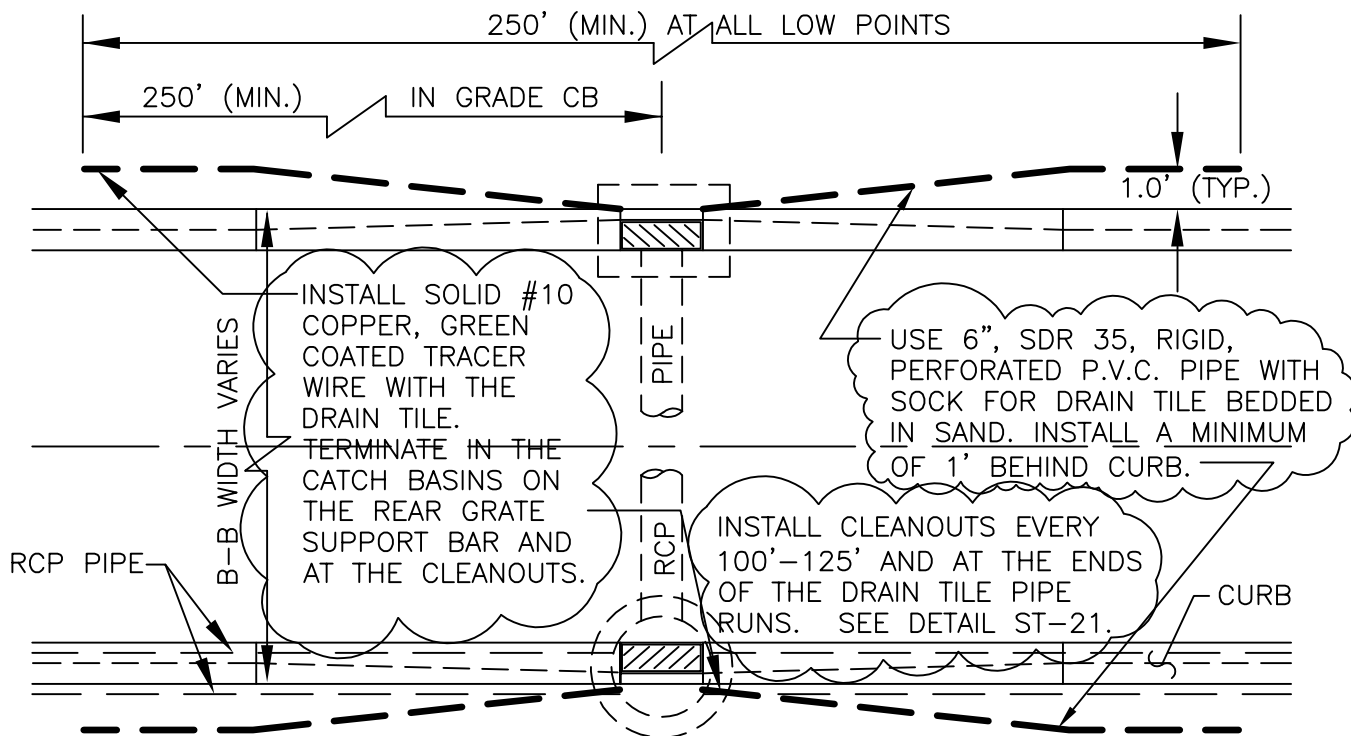 250' (MIN.) AT ALL LOW POINTS
250' (MIN.)
IN GRADE CB
1.0' (TYP.)
INSTALL SOLID #10
COPPER, GREEN
COATED TRACER
WIRE WITH THE
DRAIN TILE.
TERMINATE IN THE
CATCH BASINS ON
THE REAR GRATE
SUPPORT BAR AND
AT THE CLEANOUTS.
B-B WIDTH VARIES
PIPE
RCP
USE 6", SDR 35, RIGID,
PERFORATED P.V.C. PIPE WITH
SOCK FOR DRAIN TILE BEDDED
IN SAND. INSTALL A MINIMUM
OF 1' BEHIND CURB.
INSTALL CLEANOUTS EVERY
100'-125' AND AT THE ENDS
OF THE DRAIN TILE PIPE
RUNS. SEE DETAIL ST-21.
RCP PIPE
CURB